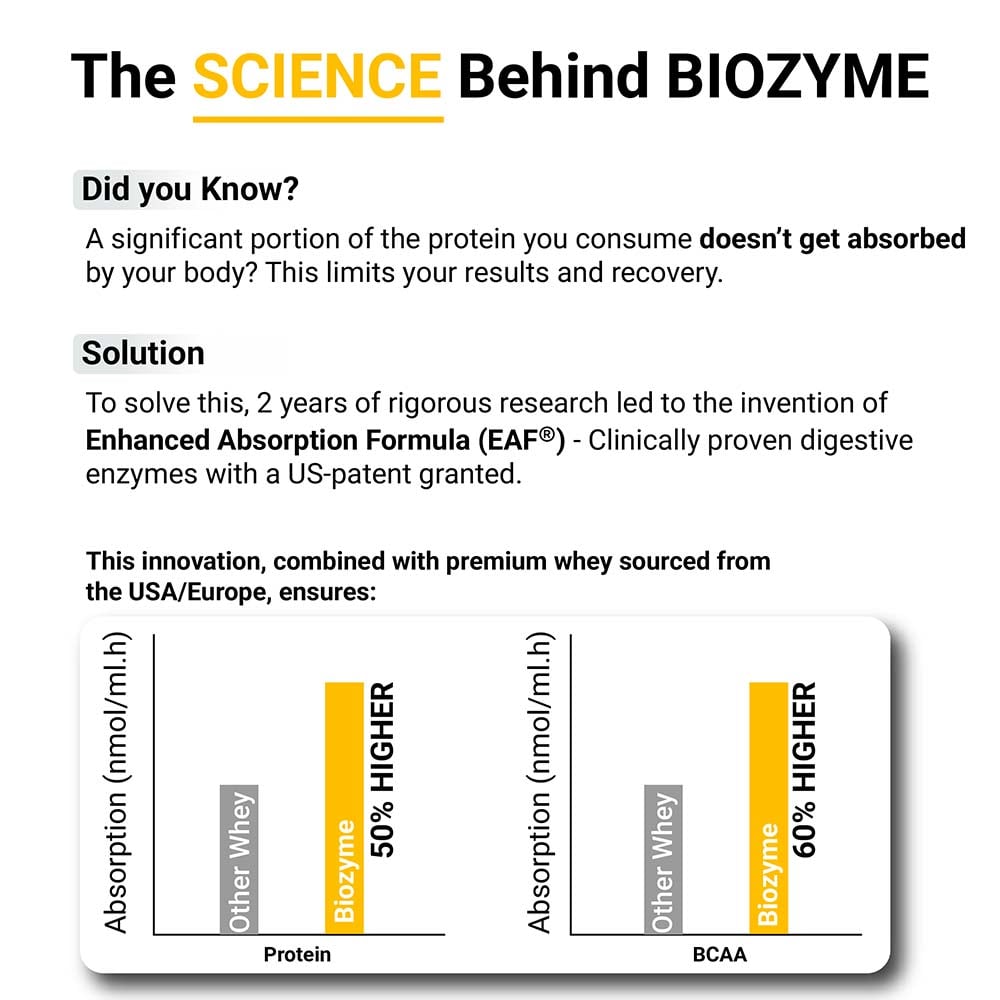 The SCIENCE Behind BIOZYME
Did you Know?
A significant portion of the protein you consume doesn’t get absorbed
by your body? This limits your results and recovery.
Solution
To solve this, 2 years of rigorous research led to the invention of
Enhanced Absorption Formula (EAF®) - Clinically proven digestive
enzymes with a US-patent granted.
This innovation, combined with premium whey sourced from
the USA/Europe, ensures:
Absorption (nmol/ml.h)
Other Whey
Biozyme
50% HIGHER
Protein
Absorption (nmol/ml.h)
Other Whey
Biozyme
60% HIGHER
BCAA